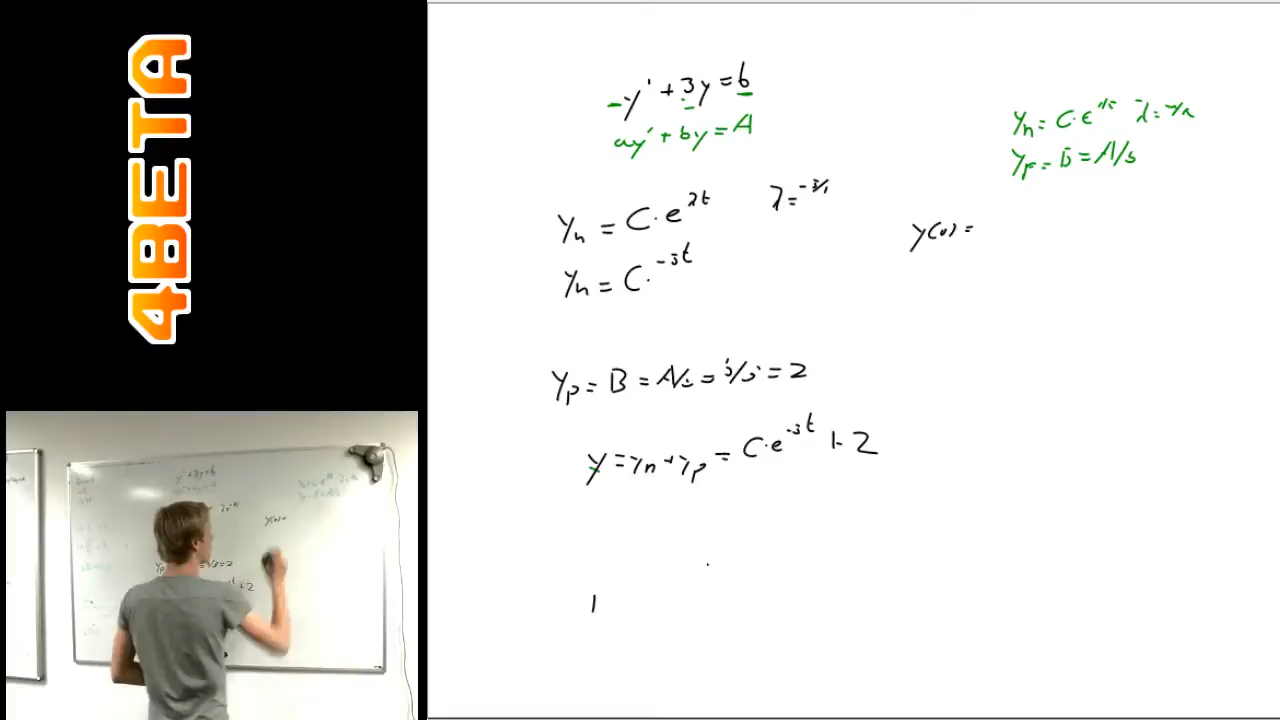 4BETA
y' + 3y = 6
ay' + by = A
yₕ = C·e^λt λ = -b/a
yₚ = B = A/b
yₕ = C·e^λt λ = -3/1
y(0) =
yₕ = C·^-3t
yₚ = B = A/b = 6/3 = 2
y = yₕ + yₚ = C·e^-3t + 2